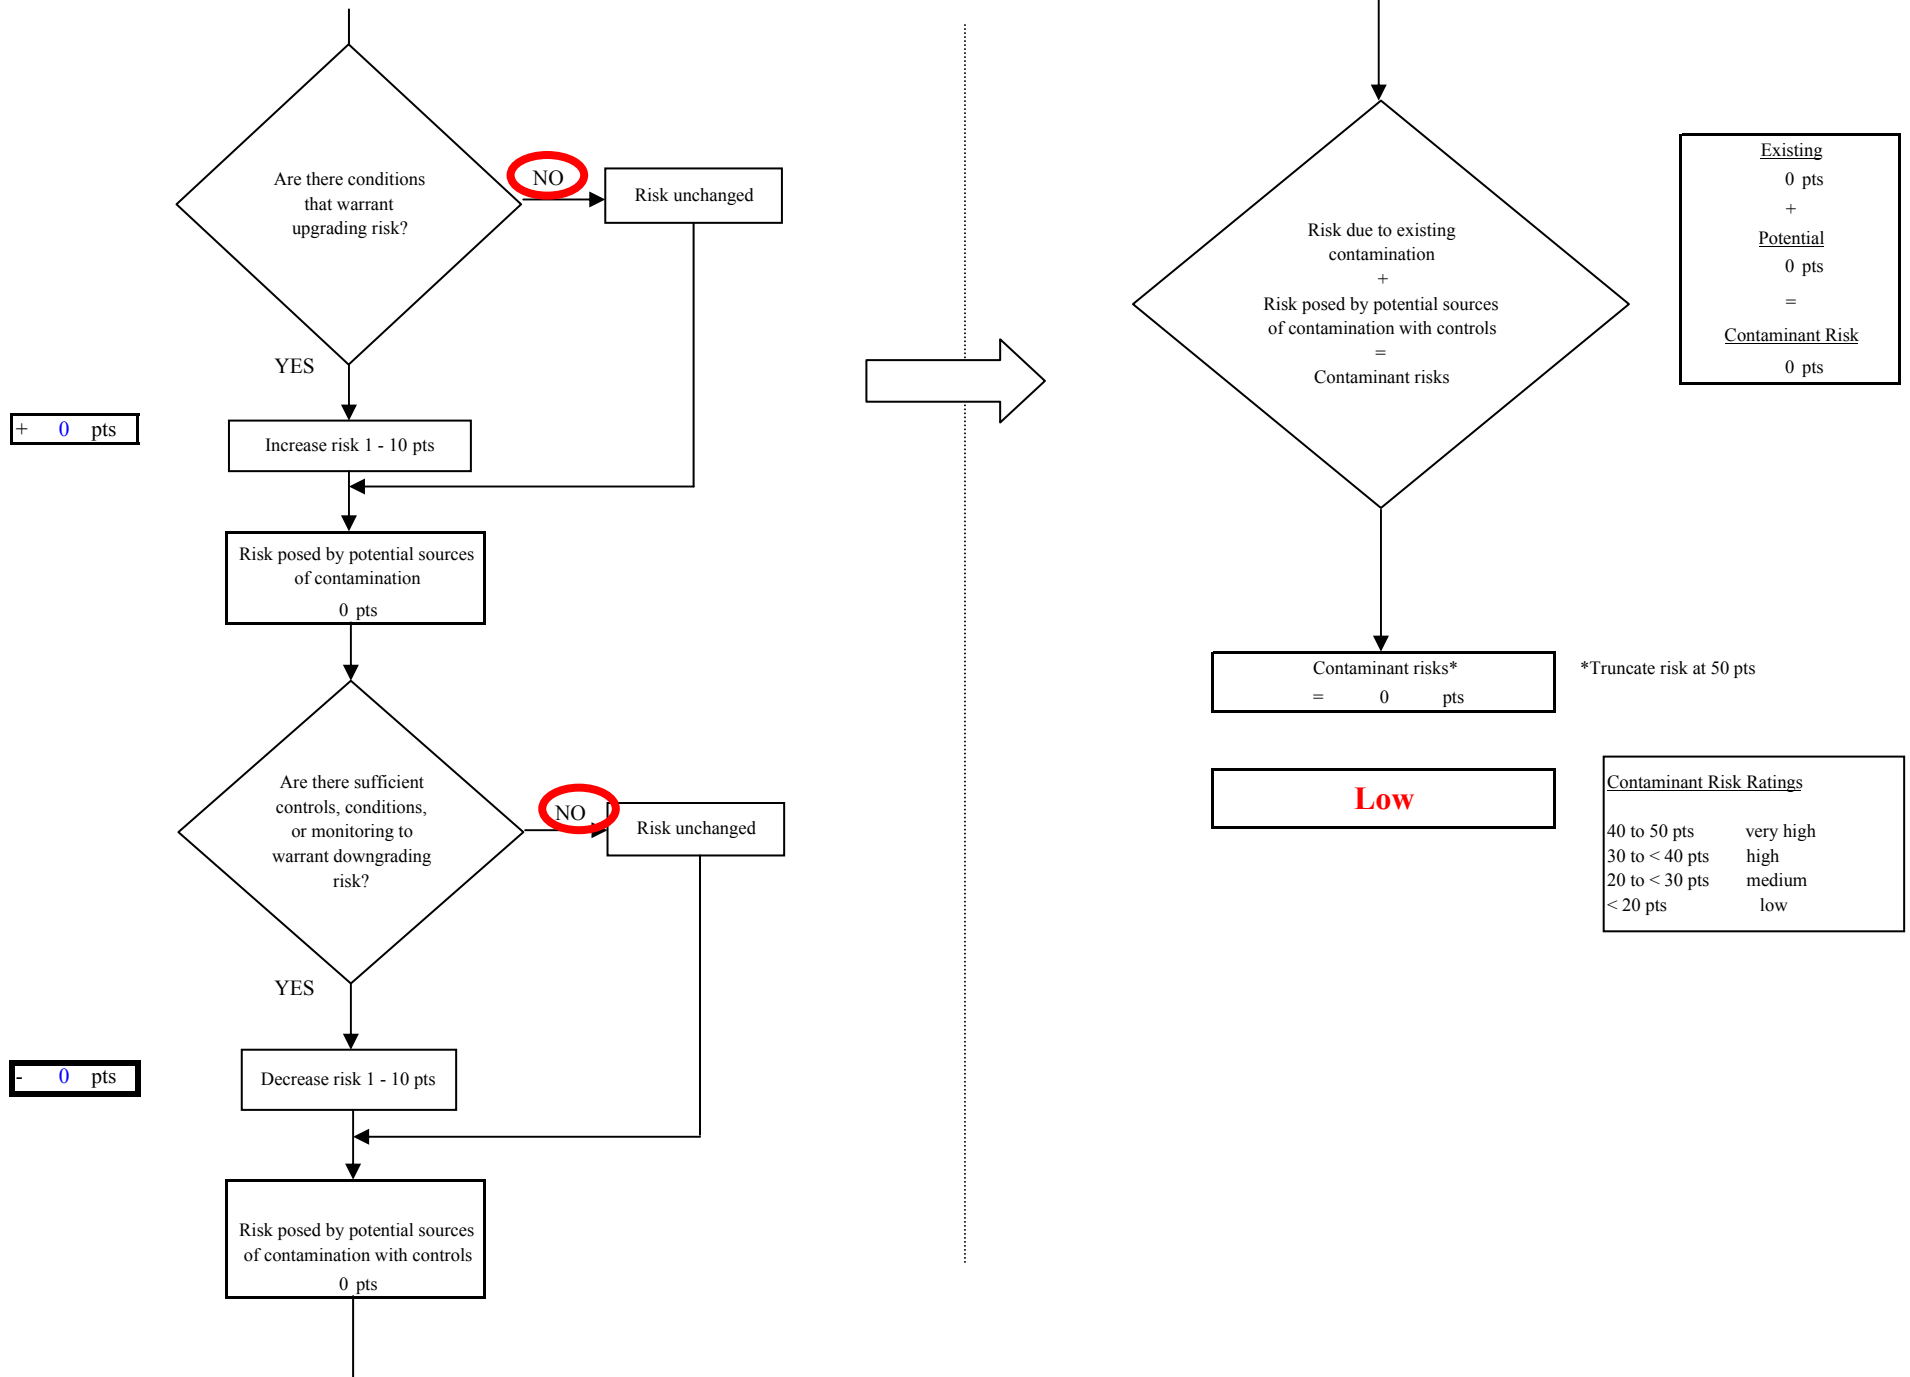 Are there conditions
that warrant
upgrading risk?
NO
Risk unchanged
YES
+ 0 pts
Increase risk 1 - 10 pts
Risk posed by potential sources
of contamination
0 pts
Are there sufficient
controls, conditions,
or monitoring to
warrant downgrading
risk?
NO
Risk unchanged
YES
- 0 pts
Decrease risk 1 - 10 pts
Risk posed by potential sources
of contamination with controls
0 pts
Risk due to existing
contamination
+
Risk posed by potential sources
of contamination with controls
=
Contaminant risks
Existing
0 pts
+
Potential
0 pts
=
Contaminant Risk
0 pts
Contaminant risks*
= 0 pts
*Truncate risk at 50 pts
Low
Contaminant Risk Ratings
40 to 50 pts very high
30 to < 40 pts high
20 to < 30 pts medium
< 20 pts low